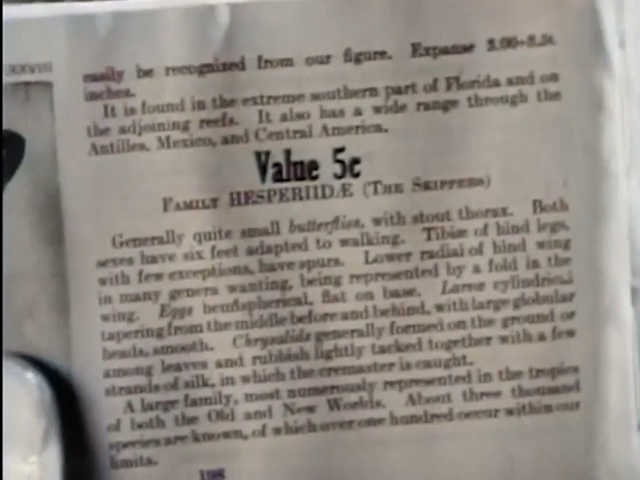 XXVIII
easily be recognized from our figure. Expanse 3.00-3.50
inches.
It is found in the extreme southern part of Florida and on
the adjoining reefs. It also has a wide range through the
Antilles, Mexico, and Central America.
Value 5c
FAMILY HESPERIIDÆ (THE SKIPPERS)
Generally quite small butterflies, with stout thorax. Both
sexes have six feet adapted to walking. Tibiæ of hind legs,
with few exceptions, have spurs. Lower radial of hind wing
in many genera wanting, being represented by a fold in the
wing. Eggs hemispherical, flat on base. Larvæ cylindrical
tapering from the middle before and behind, with large globular
heads, smooth. Chrysalids generally formed on the ground or
among leaves and rubbish lightly tacked together with a few
strands of silk, in which the cremaster is caught.
A large family, most numerously represented in the tropics
of both the Old and New Worlds. About three thousand
species are known, of which over one hundred occur within our
limits.
198